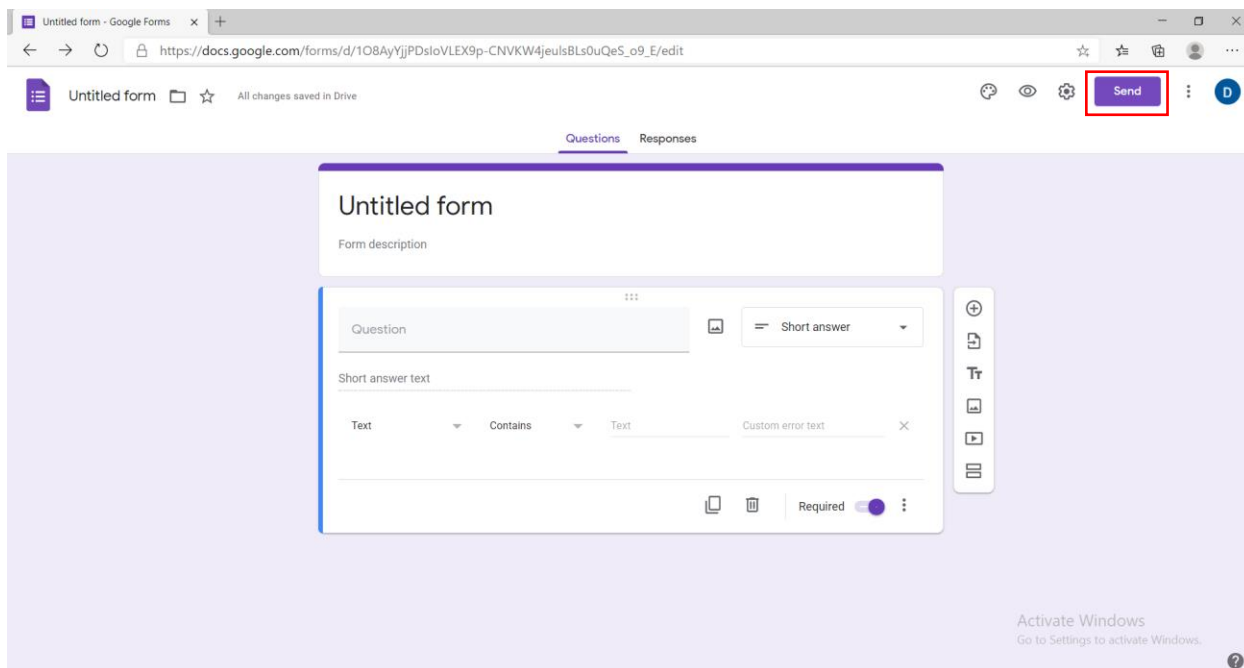 Untitled form - Google Forms
https://docs.google.com/forms/d/1O8AyYjjPDsIoVLEX9p-CNVKW4jeulsBLs0uQeS_o9_E/edit
Untitled form All changes saved in Drive Send D
Questions Responses
Untitled form
Form description
Question Short answer
Short answer text
Text Contains Text Custom error text
Required
Activate Windows
Go to Settings to activate Windows.